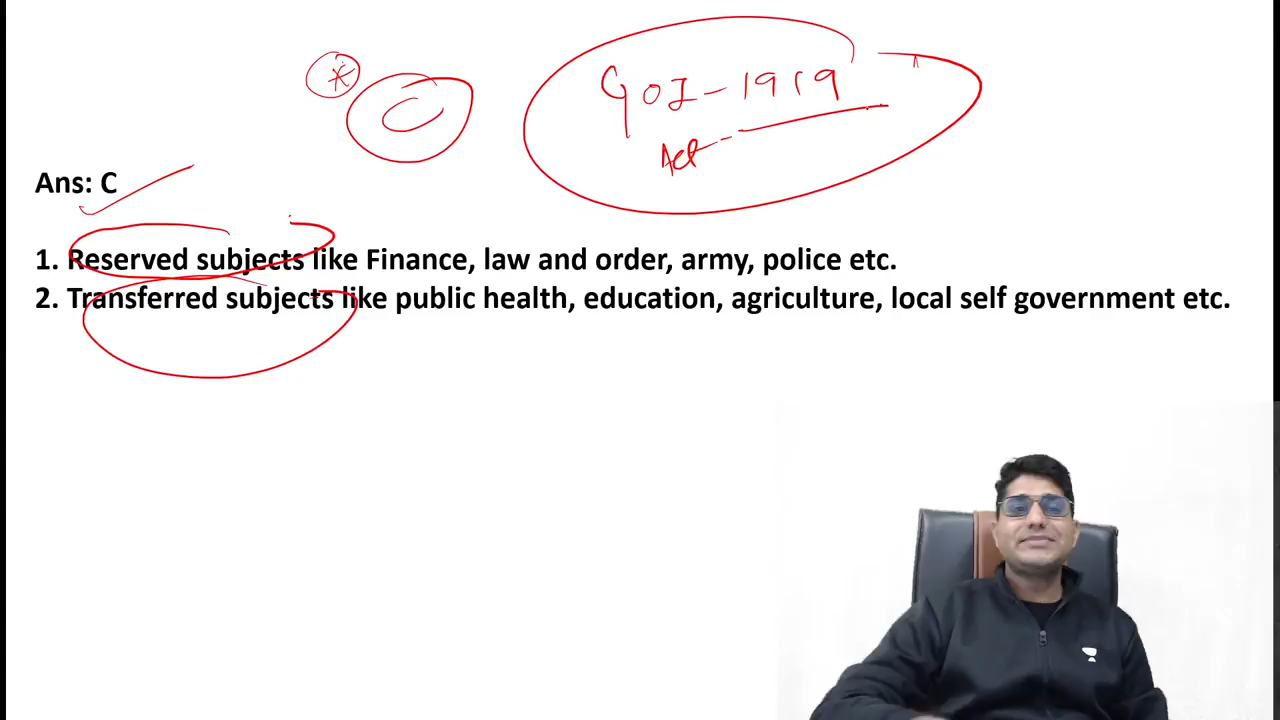 * C GOI-1919
Act
Ans: C
1. Reserved subjects like Finance, law and order, army, police etc.
2. Transferred subjects like public health, education, agriculture, local self government etc.